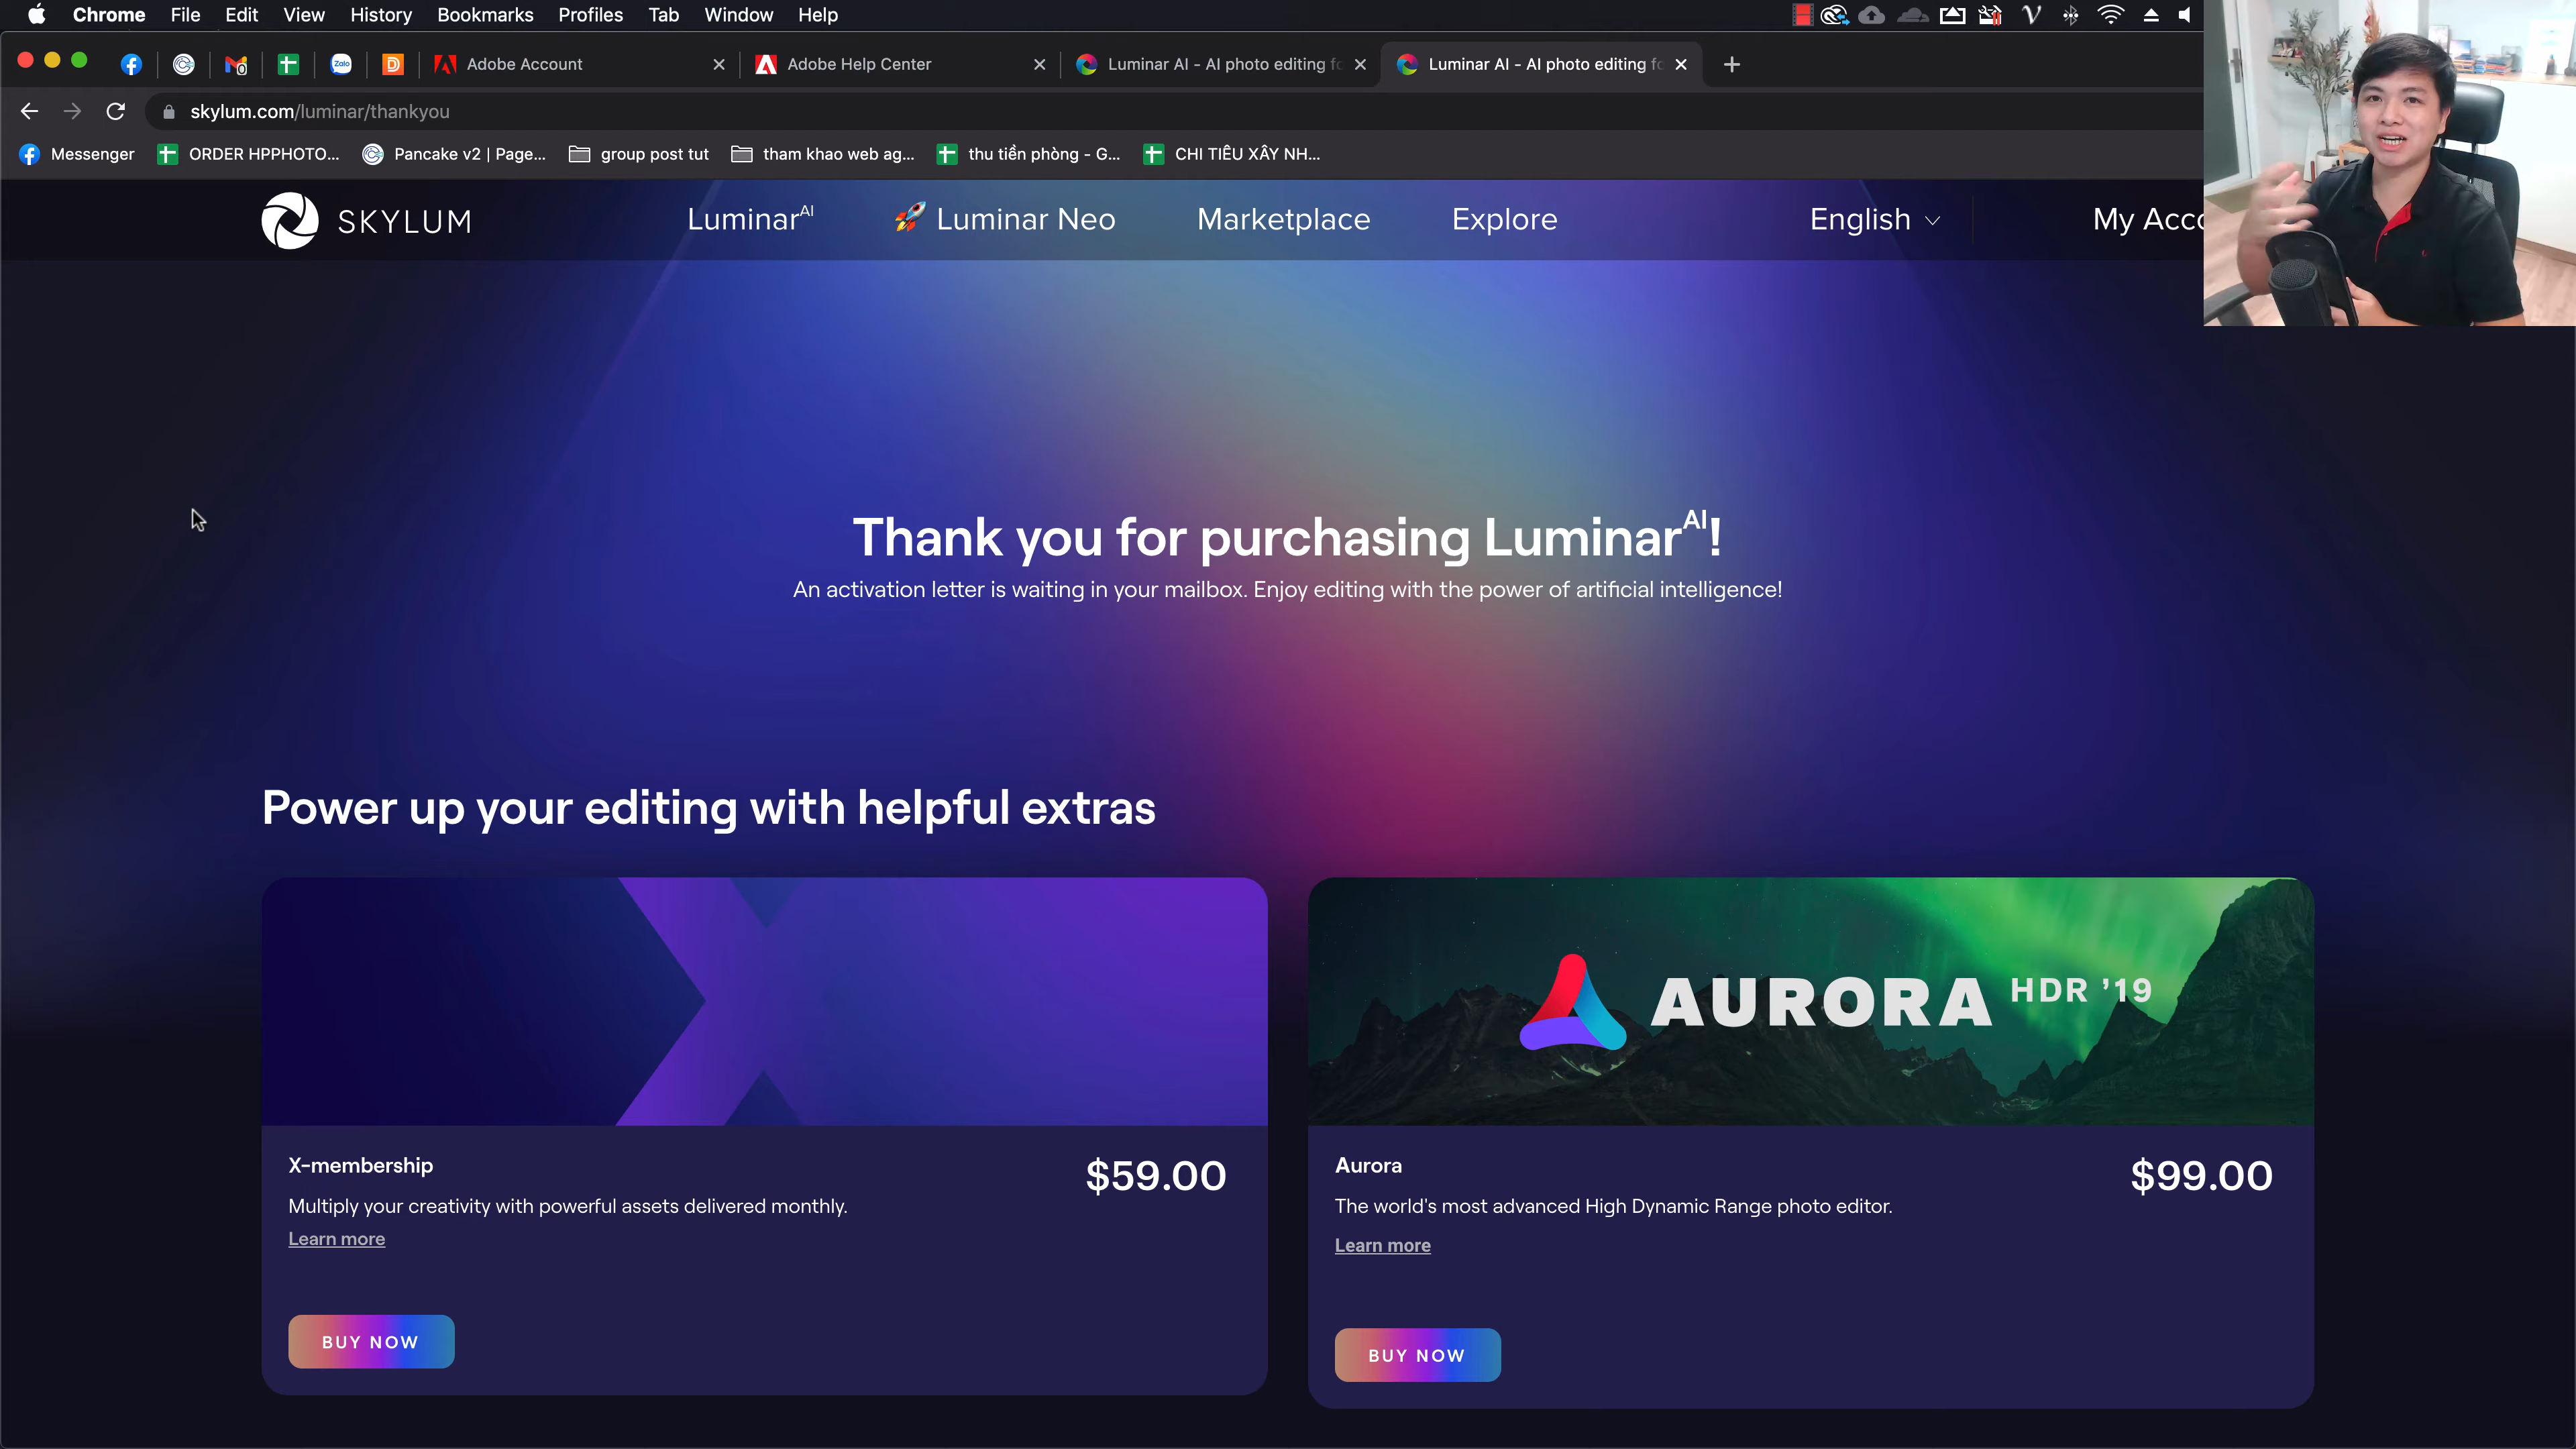 Chrome File Edit View History Bookmarks Profiles Tab Window Help
Zalo
Adobe Account
Adobe Help Center
Luminar AI - AI photo editing fo
Luminar AI - AI photo editing fo
skylum.com/luminar/thankyou
Messenger
ORDER HPPHOTO...
Pancake v2 | Page...
group post tut
tham khao web ag...
thu tiền phòng - G...
CHI TIÊU XÂY NH...
SKYLUM
Luminar AI
Luminar Neo
Marketplace
Explore
English
My Acco
Thank you for purchasing Luminar AI!
An activation letter is waiting in your mailbox. Enjoy editing with the power of artificial intelligence!
Power up your editing with helpful extras
AURORA HDR '19
X-membership
$59.00
Multiply your creativity with powerful assets delivered monthly.
Learn more
BUY NOW
Aurora
$99.00
The world's most advanced High Dynamic Range photo editor.
Learn more
BUY NOW